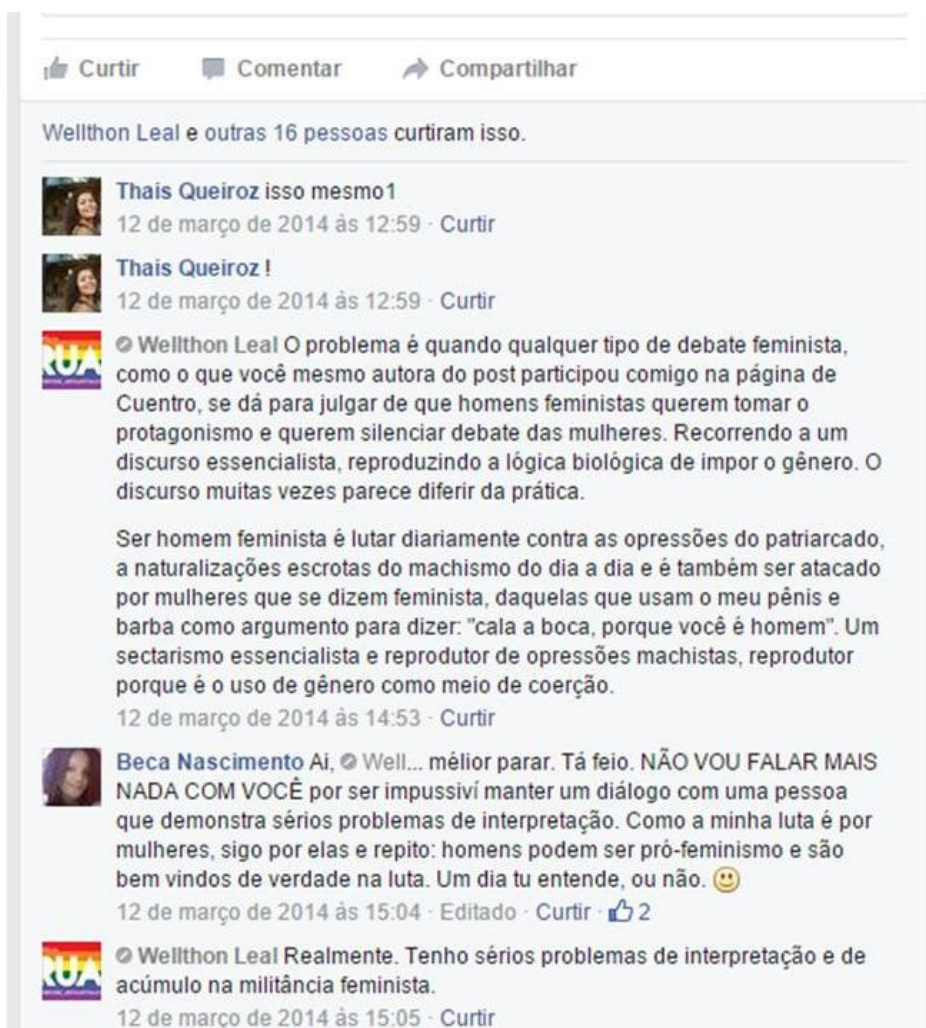 Curtir Comentar Compartilhar
Wellthon Leal e outras 16 pessoas curtiram isso.
Thais Queiroz isso mesmo1
12 de março de 2014 às 12:59 · Curtir
Thais Queiroz !
12 de março de 2014 às 12:59 · Curtir
RUA
Wellthon Leal O problema é quando qualquer tipo de debate feminista,
como o que você mesmo autora do post participou comigo na página de
Cuentro, se dá para julgar de que homens feministas querem tomar o
protagonismo e querem silenciar debate das mulheres. Recorrendo a um
discurso essencialista, reproduzindo a lógica biológica de impor o gênero. O
discurso muitas vezes parece diferir da prática.
Ser homem feminista é lutar diariamente contra as opressões do patriarcado,
a naturalizações escrotas do machismo do dia a dia e é também ser atacado
por mulheres que se dizem feminista, daquelas que usam o meu pênis e
barba como argumento para dizer: "cala a boca, porque você é homem". Um
sectarismo essencialista e reprodutor de opressões machistas, reprodutor
porque é o uso de gênero como meio de coerção.
12 de março de 2014 às 14:53 · Curtir
Beca Nascimento Ai, Well... mélior parar. Tá feio. NÃO VOU FALAR MAIS
NADA COM VOCÊ por ser impussiví manter um diálogo com uma pessoa
que demonstra sérios problemas de interpretação. Como a minha luta é por
mulheres, sigo por elas e repito: homens podem ser pró-feminismo e são
bem vindos de verdade na luta. Um dia tu entende, ou não.
12 de março de 2014 às 15:04 · Editado · Curtir · 2
RUA
Wellthon Leal Realmente. Tenho sérios problemas de interpretação e de
acúmulo na militância feminista.
12 de março de 2014 às 15:05 · Curtir